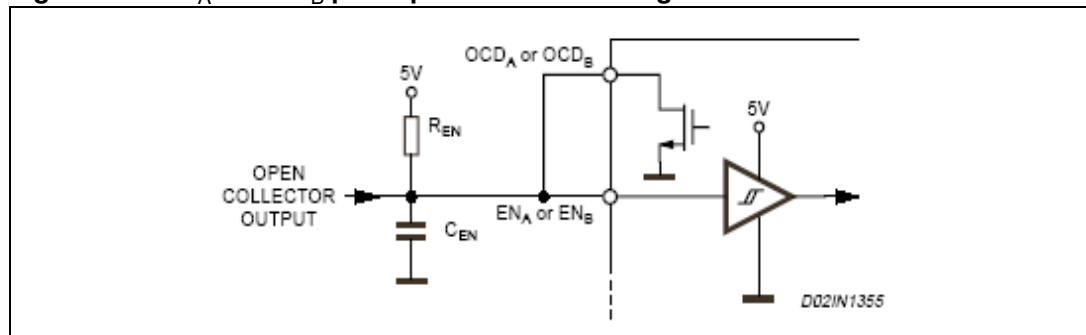 OCDA or OCDB
5V
REN
5V
OPEN
COLLECTOR
OUTPUT
ENA or ENB
CEN
D02IN1355